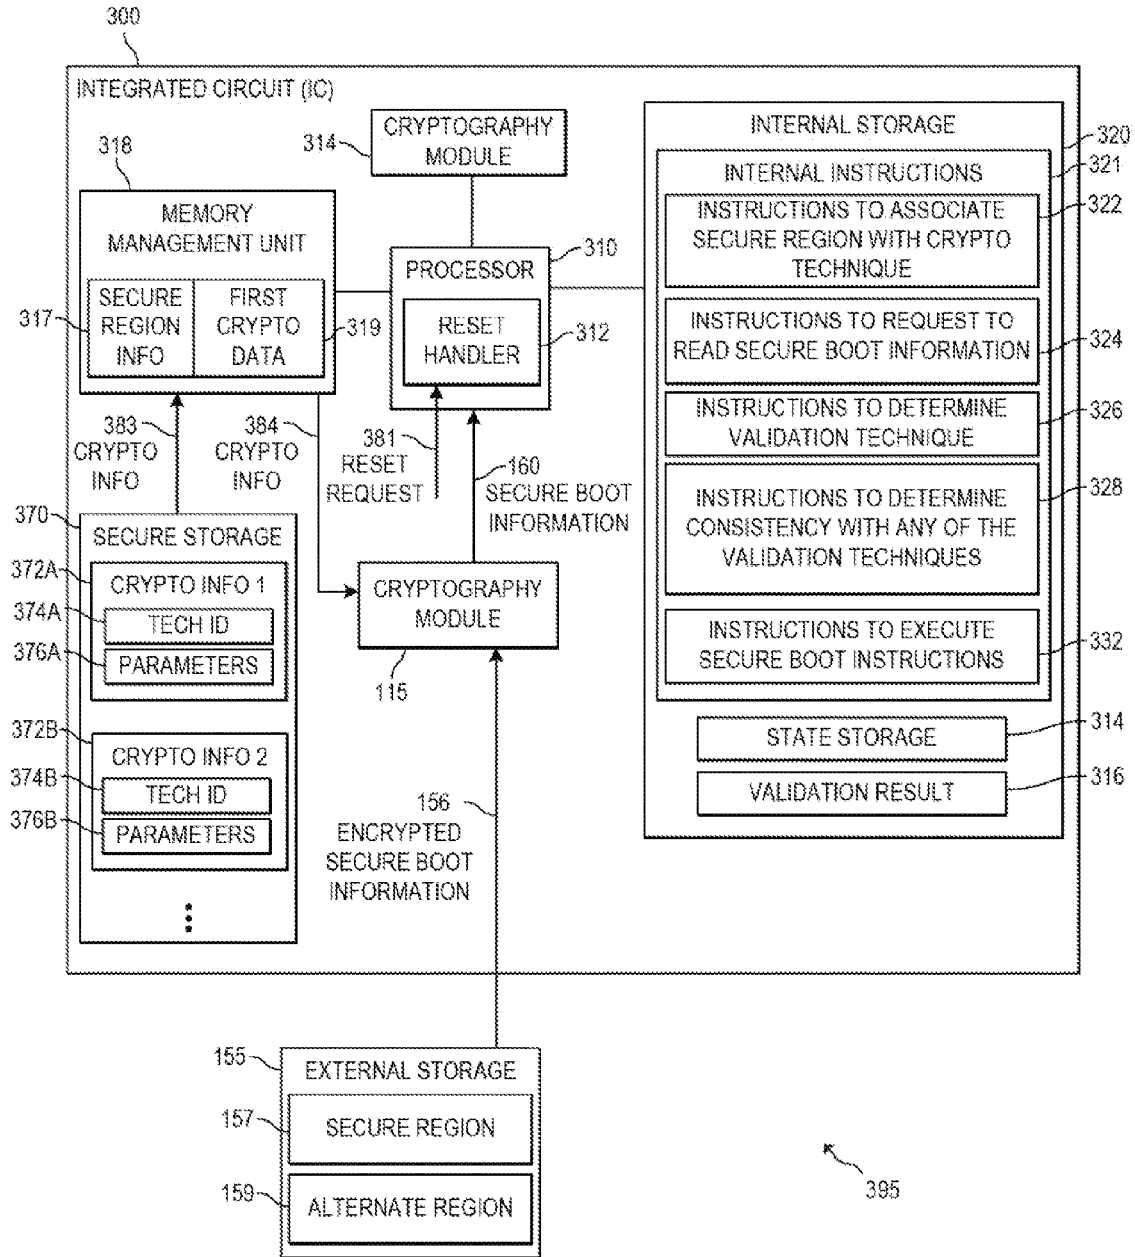 300
INTEGRATED CIRCUIT (IC)
318
MEMORY
MANAGEMENT UNIT
317
SECURE
REGION
INFO
FIRST
CRYPTO
DATA
319
314
CRYPTOGRAPHY
MODULE
310
PROCESSOR
RESET
HANDLER
312
383
CRYPTO
INFO
384
CRYPTO
INFO
381
RESET
REQUEST
160
SECURE BOOT
INFORMATION
370
SECURE STORAGE
372A
CRYPTO INFO 1
374A
TECH ID
376A
PARAMETERS
372B
CRYPTO INFO 2
374B
TECH ID
376B
PARAMETERS
CRYPTOGRAPHY
MODULE
115
156
ENCRYPTED
SECURE BOOT
INFORMATION
INTERNAL STORAGE
320
INTERNAL INSTRUCTIONS
321
INSTRUCTIONS TO ASSOCIATE
SECURE REGION WITH CRYPTO
TECHNIQUE
322
INSTRUCTIONS TO REQUEST TO
READ SECURE BOOT INFORMATION
324
INSTRUCTIONS TO DETERMINE
VALIDATION TECHNIQUE
326
INSTRUCTIONS TO DETERMINE
CONSISTENCY WITH ANY OF THE
VALIDATION TECHNIQUES
328
INSTRUCTIONS TO EXECUTE
SECURE BOOT INSTRUCTIONS
332
STATE STORAGE
314
VALIDATION RESULT
316
155
EXTERNAL STORAGE
157
SECURE REGION
159
ALTERNATE REGION
395